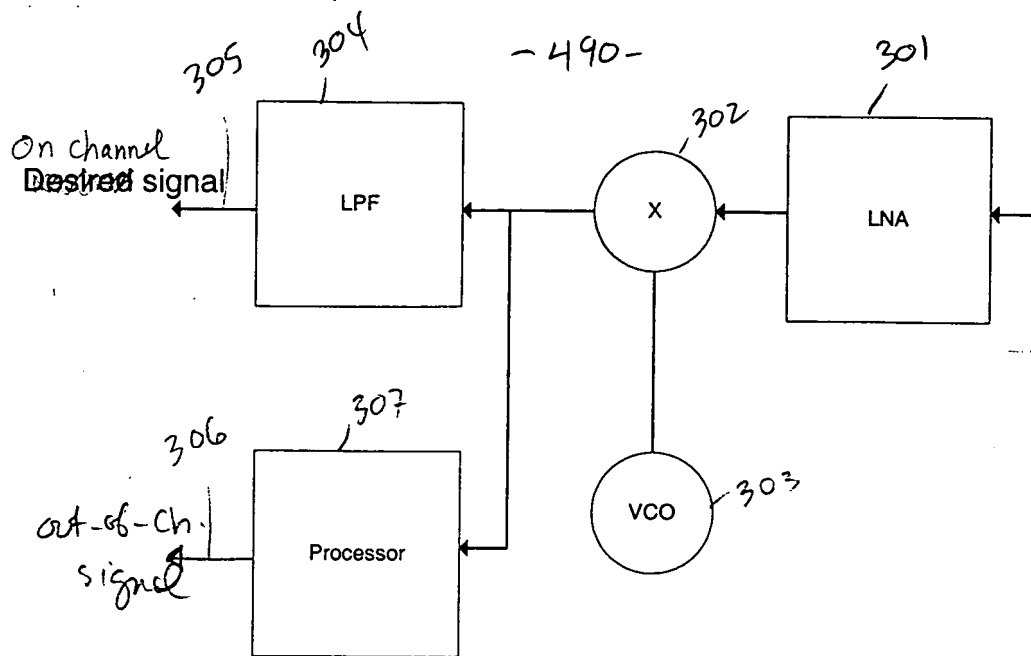 305
304
- 490 -
301
302
On channel
Desired signal
LPF
X
LNA
306
307
VCO
303
out-of-ch.
signal
Processor